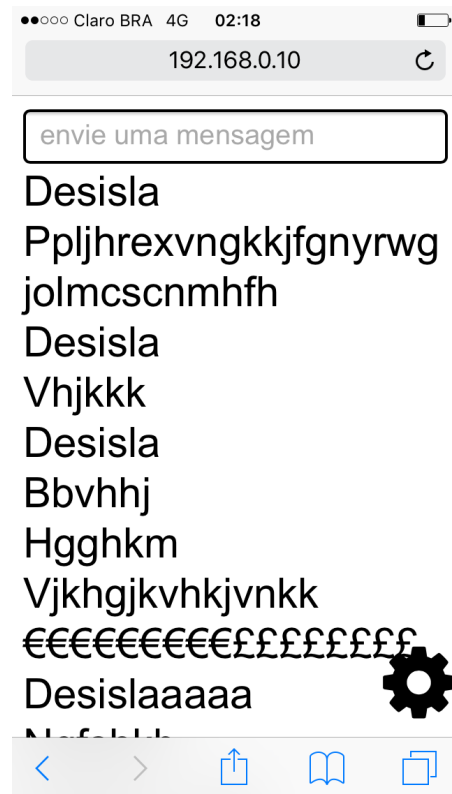 Claro BRA 4G 02:18
192.168.0.10
envie uma mensagem
Desisla
Ppljhrexvngkkjfgnyrwg
jolmcscnmhfh
Desisla
Vhjkkk
Desisla
Bbvhhj
Hgghkm
Vjkhgjkvhkjvnkk
€€€€€€€€€££££££££
Desislaaaaa